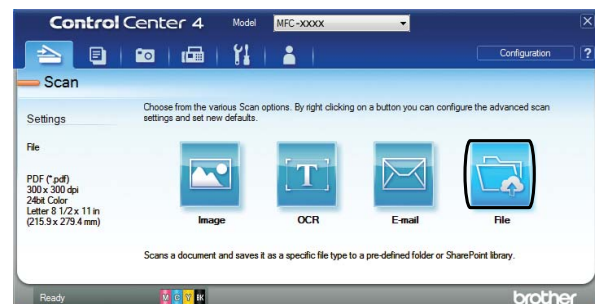 Control Center 4 Model MFC-XXXX X
Configuration ?
Scan
Settings
Choose from the various Scan options. By right clicking on a button you can configure the advanced scan
settings and set new defaults.
File
PDF (*.pdf)
300 x 300 dpi
24bit Color
Letter 8 1/2 x 11 in
(215.9 x 279.4 mm)
[T]
Image OCR E-mail File
Scans a document and saves it as a specific file type to a pre-defined folder or SharePoint library.
Ready M C Y BK brother